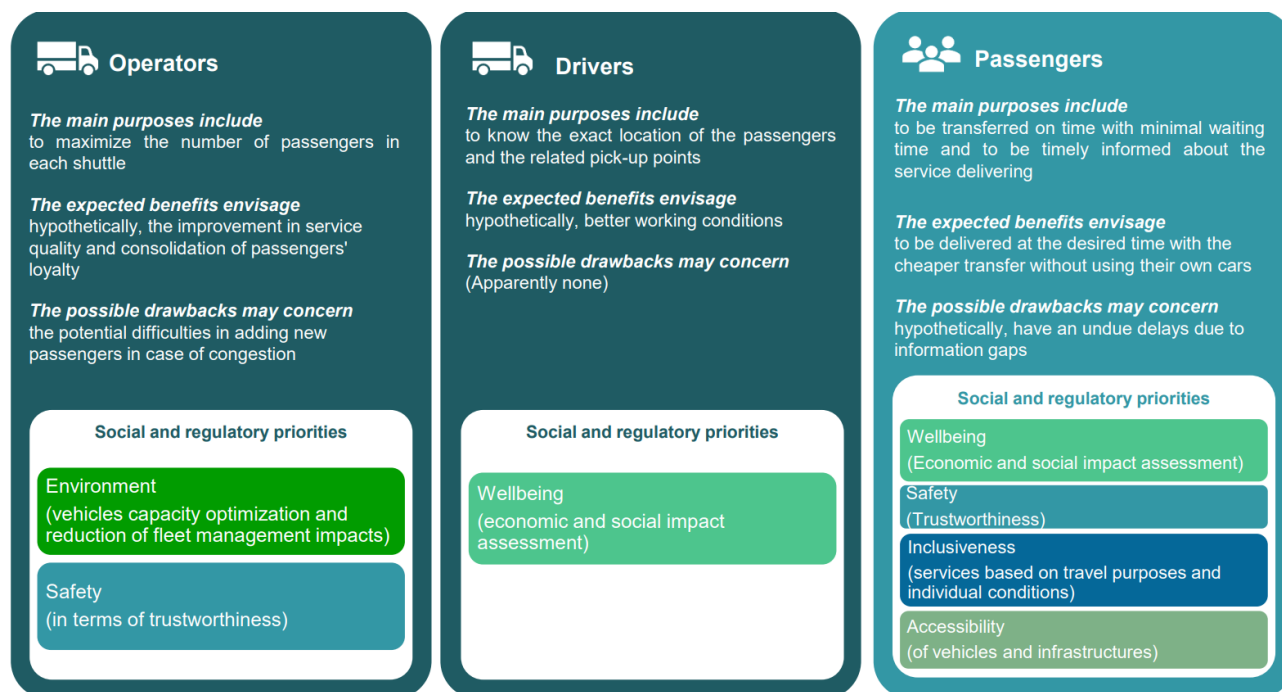 Operators
The main purposes include
to maximize the number of passengers in
each shuttle
The expected benefits envisage
hypothetically, the improvement in service
quality and consolidation of passengers'
loyalty
The possible drawbacks may concern
the potential difficulties in adding new
passengers in case of congestion
Social and regulatory priorities
Environment
(vehicles capacity optimization and
reduction of fleet management impacts)
Safety
(in terms of trustworthiness)
Drivers
The main purposes include
to know the exact location of the passengers
and the related pick-up points
The expected benefits envisage
hypothetically, better working conditions
The possible drawbacks may concern
(Apparently none)
Social and regulatory priorities
Wellbeing
(economic and social impact
assessment)
Passengers
The main purposes include
to be transferred on time with minimal waiting
time and to be timely informed about the
service delivering
The expected benefits envisage
to be delivered at the desired time with the
cheaper transfer without using their own cars
The possible drawbacks may concern
hypothetically, have an undue delays due to
information gaps
Social and regulatory priorities
Wellbeing
(Economic and social impact assessment)
Safety
(Trustworthiness)
Inclusiveness
(services based on travel purposes and
individual conditions)
Accessibility
(of vehicles and infrastructures)